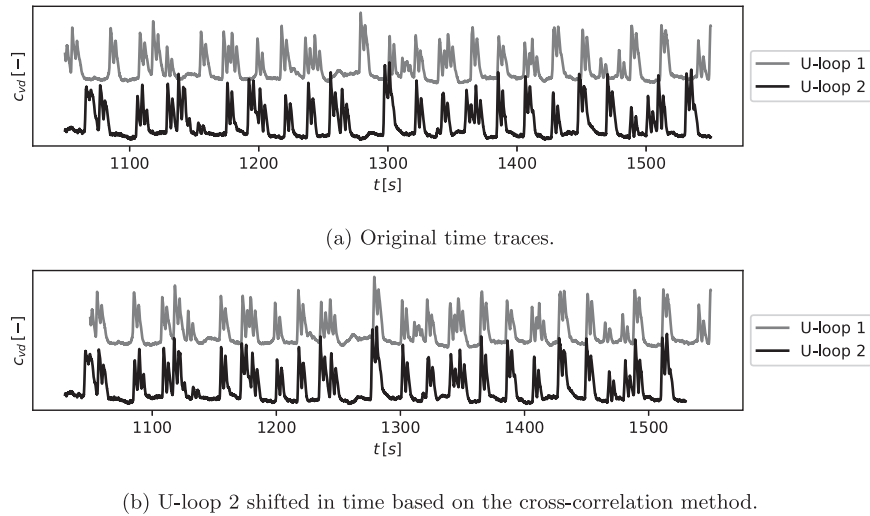 c_vd [−]
U-loop 1
U-loop 2
1100 1200 1300 1400 1500
t [s]
(a) Original time traces.
c_vd [−]
U-loop 1
U-loop 2
1100 1200 1300 1400 1500
t [s]
(b) U-loop 2 shifted in time based on the cross-correlation method.